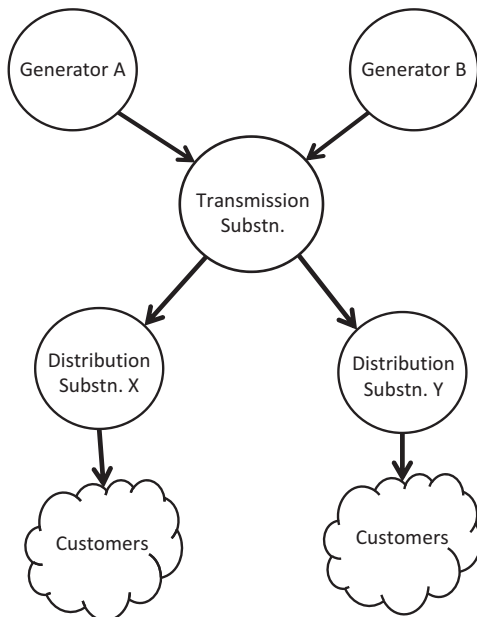 Generator A
Generator B
Transmission
Substn.
Distribution
Substn. X
Distribution
Substn. Y
Customers
Customers